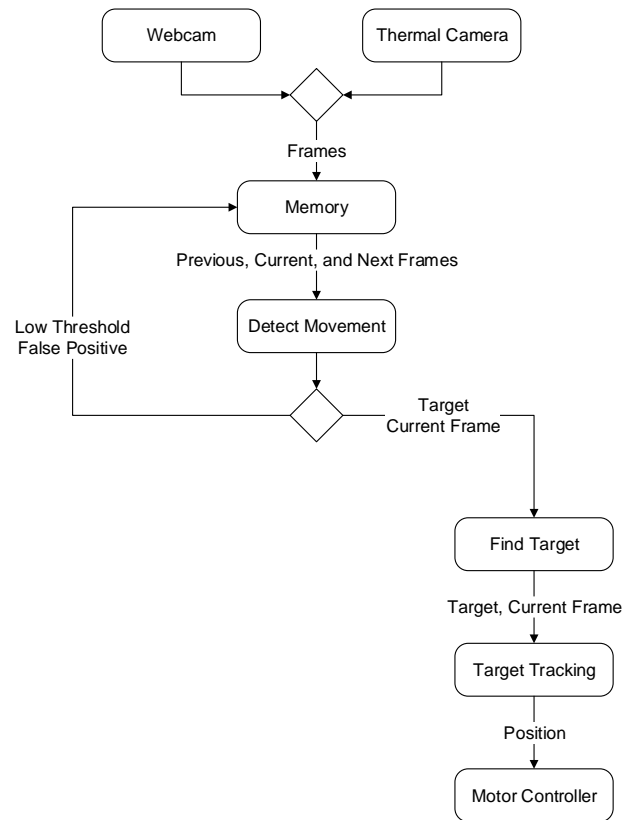 Webcam
Thermal Camera
Frames
Memory
Previous, Current, and Next Frames
Detect Movement
Low Threshold
False Positive
Target
Current Frame
Find Target
Target, Current Frame
Target Tracking
Position
Motor Controller